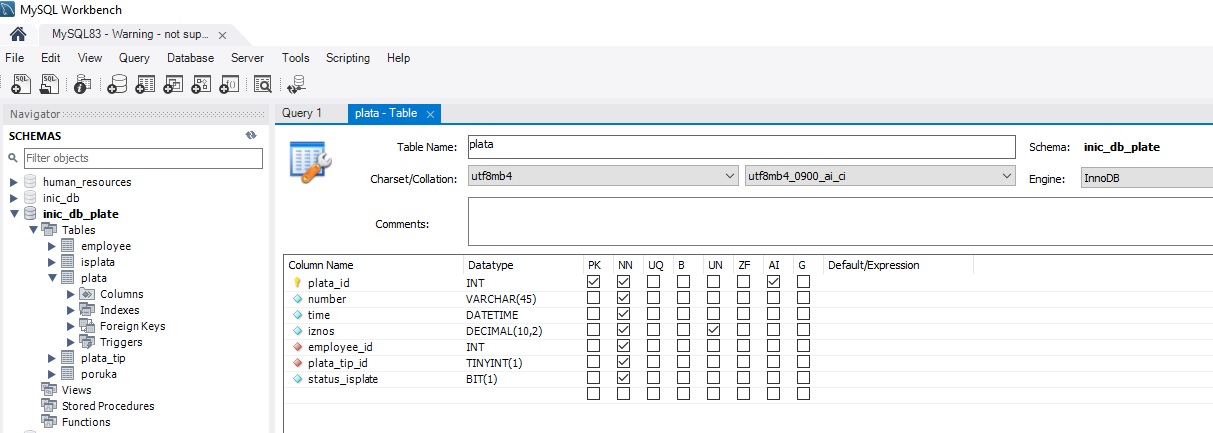 MySQL Workbench
MySQL83 - Warning - not sup... ×
File Edit View Query Database Server Tools Scripting Help
Navigator
Query 1 plata - Table ×
SCHEMAS
Filter objects
human_resources
inic_db
inic_db_plate
Tables
employee
isplata
plata
Columns
Indexes
Foreign Keys
Triggers
plata_tip
poruka
Views
Stored Procedures
Functions
Table Name: plata Schema: inic_db_plate
Charset/Collation: utf8mb4 utf8mb4_0900_ai_ci Engine: InnoDB
Comments:
Column Name Datatype PK NN UQ B UN ZF AI G Default/Expression
plata_id INT
number VARCHAR(45)
time DATETIME
iznos DECIMAL(10,2)
employee_id INT
plata_tip_id TINYINT(1)
status_isplate BIT(1)